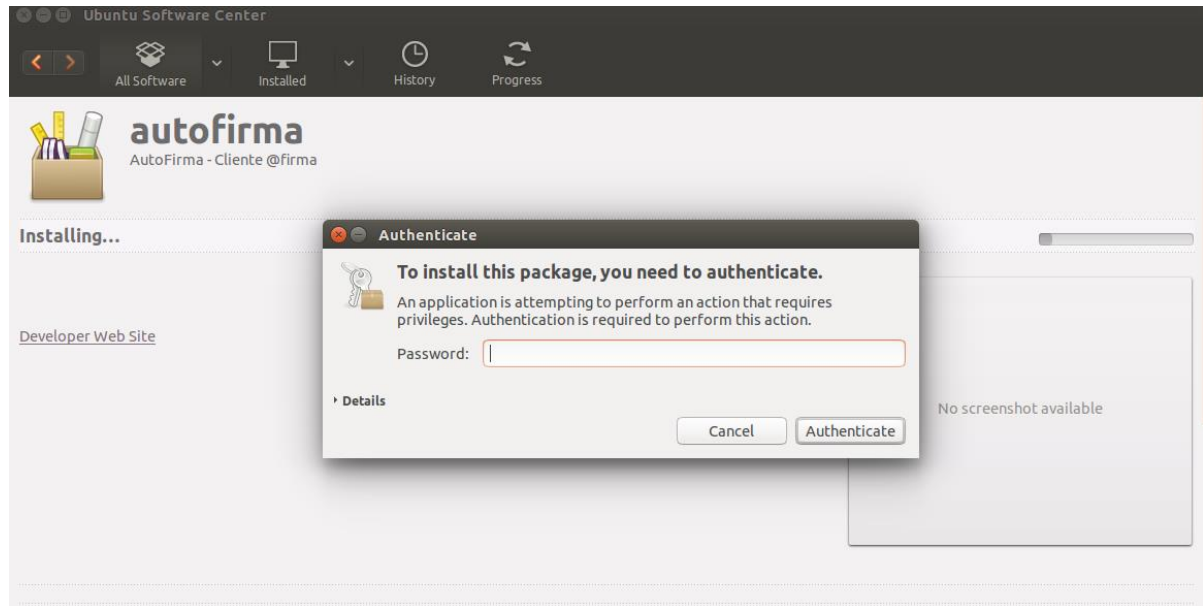 Ubuntu Software Center
All Software
Installed
History
Progress
autofirma
AutoFirma - Cliente @firma
Installing...
Authenticate
To install this package, you need to authenticate.
An application is attempting to perform an action that requires
privileges. Authentication is required to perform this action.
Password:
Developer Web Site
Details
No screenshot available
Cancel
Authenticate